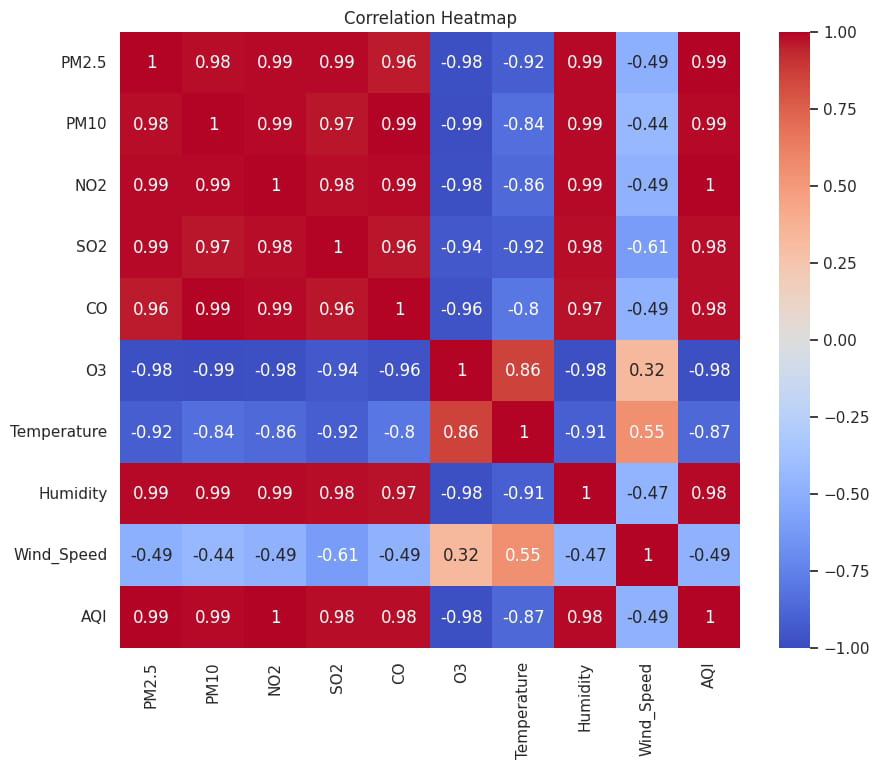 Correlation Heatmap
PM2.5 1 0.98 0.99 0.99 0.96 -0.98 -0.92 0.99 -0.49 0.99
PM10 0.98 1 0.99 0.97 0.99 -0.99 -0.84 0.99 -0.44 0.99
NO2 0.99 0.99 1 0.98 0.99 -0.98 -0.86 0.99 -0.49 1
SO2 0.99 0.97 0.98 1 0.96 -0.94 -0.92 0.98 -0.61 0.98
CO 0.96 0.99 0.99 0.96 1 -0.96 -0.8 0.97 -0.49 0.98
O3 -0.98 -0.99 -0.98 -0.94 -0.96 1 0.86 -0.98 0.32 -0.98
Temperature -0.92 -0.84 -0.86 -0.92 -0.8 0.86 1 -0.91 0.55 -0.87
Humidity 0.99 0.99 0.99 0.98 0.97 -0.98 -0.91 1 -0.47 0.98
Wind_Speed -0.49 -0.44 -0.49 -0.61 -0.49 0.32 0.55 -0.47 1 -0.49
AQI 0.99 0.99 1 0.98 0.98 -0.98 -0.87 0.98 -0.49 1
PM2.5 PM10 NO2 SO2 CO O3 Temperature Humidity Wind_Speed AQI
1.00
0.75
0.50
0.25
0.00
−0.25
−0.50
−0.75
−1.00